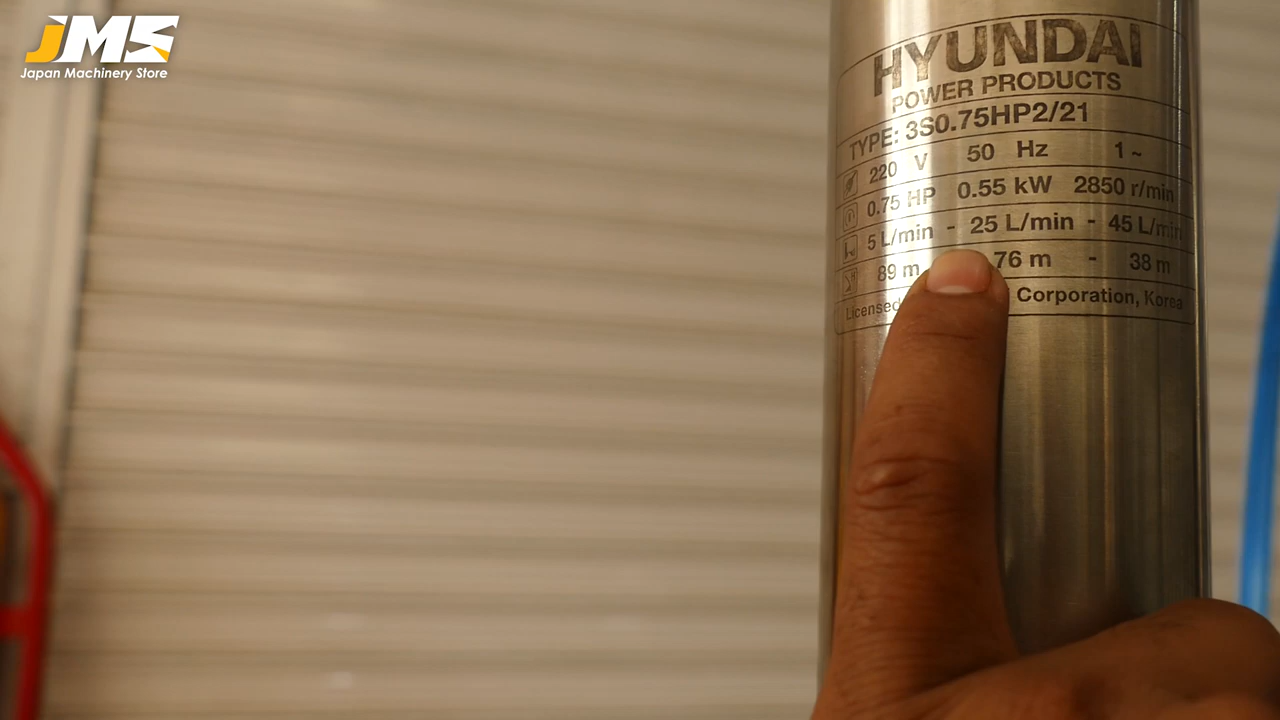 JMS
Japan Machinery Store
HYUNDAI
POWER PRODUCTS
TYPE: 3S0.75HP2/21
220 V 50 Hz 1 ~
0.75 HP 0.55 kW 2850 r/min
5 L/min - 25 L/min - 45 L/min
89 m 76 m - 38 m
Licensed Corporation, Korea